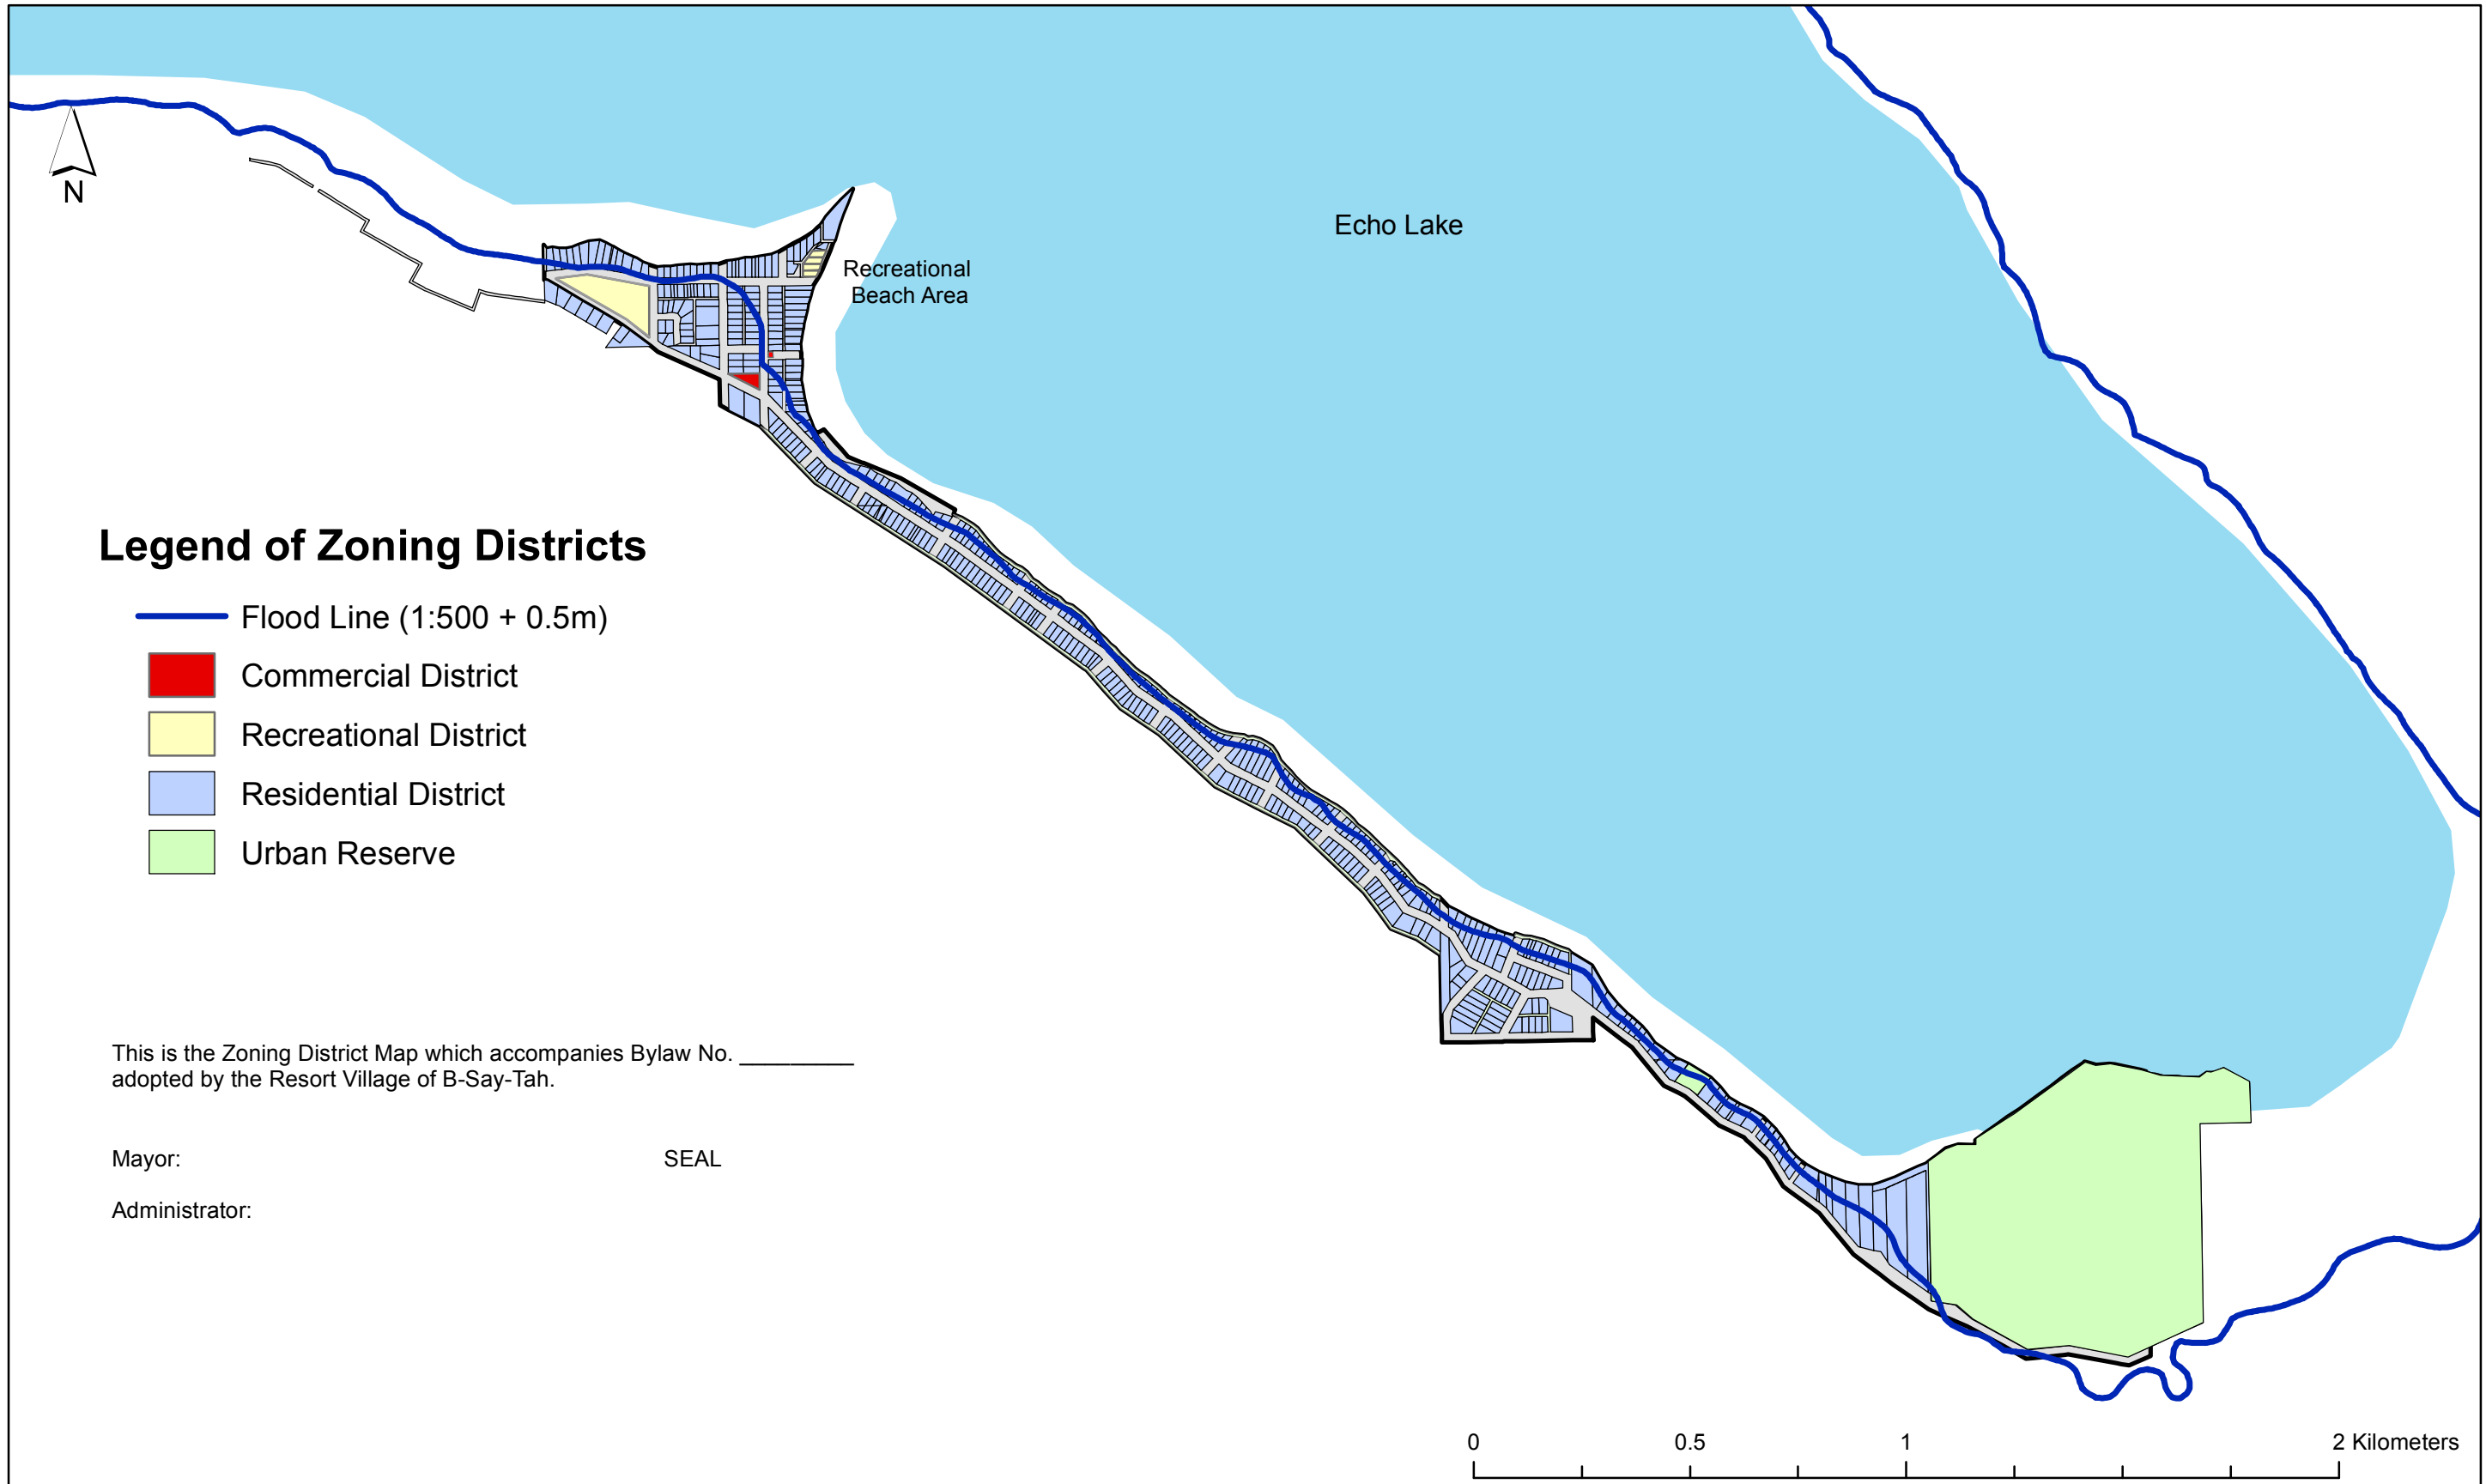 N
Echo Lake
Recreational
Beach Area
Legend of Zoning Districts
Flood Line (1:500 + 0.5m)
Commercial District
Recreational District
Residential District
Urban Reserve
This is the Zoning District Map which accompanies Bylaw No. _________
adopted by the Resort Village of B-Say-Tah.
Mayor: SEAL
Administrator:
0 0.5 1 2 Kilometers